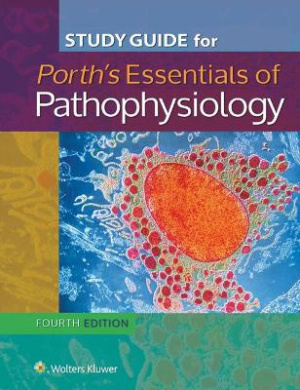 STUDY GUIDE for
Porth's Essentials of
Pathophysiology
FOURTH EDITION
Wolters Kluwer